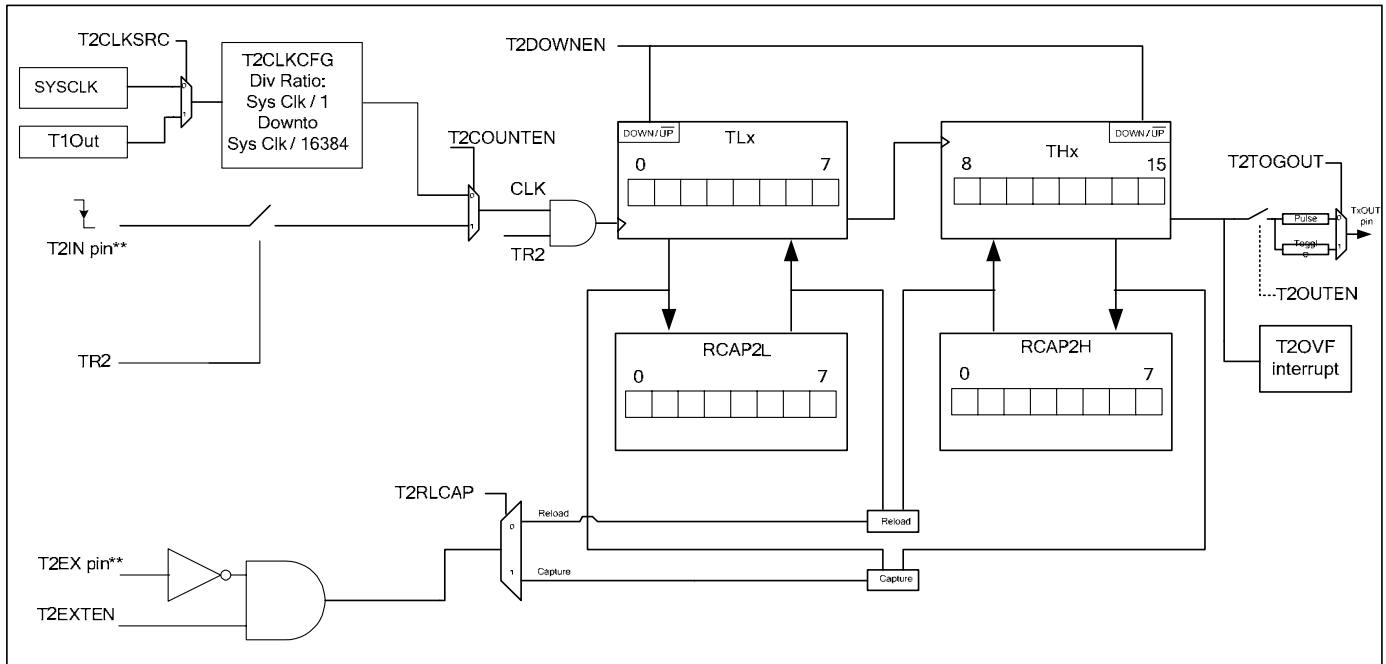 T2CLKSRC
SYSCLK
T1Out
0
1
T2CLKCFG
Div Ratio:
Sys Clk / 1
Downto
Sys Clk / 16384
T2COUNTEN
0
1
T2IN pin**
TR2
CLK
TR2
T2DOWNEN
DOWN / UP
TLx
0 7
DOWN / UP
THx
8 15
RCAP2L
0 7
RCAP2H
0 7
T2TOGOUT
Pulse
Toggl
e
0
1
TxOUT
pin
T2OUTEN
T2OVF
interrupt
T2RLCAP
0
1
Reload
Reload
Capture
Capture
T2EX pin**
T2EXTEN